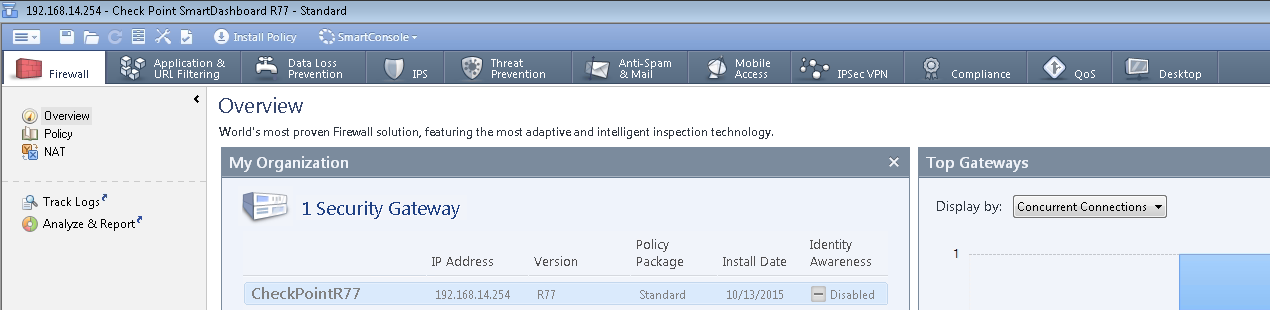 192.168.14.254 - Check Point SmartDashboard R77 - Standard
Install Policy SmartConsole
Firewall
Application & URL Filtering
Data Loss Prevention
IPS
Threat Prevention
Anti-Spam & Mail
Mobile Access
IPSec VPN
Compliance
QoS
Desktop
Overview
Policy
NAT
Track Logs
Analyze & Report
Overview
World's most proven Firewall solution, featuring the most adaptive and intelligent inspection technology.
My Organization
1 Security Gateway
IP Address Version Policy Package Install Date Identity Awareness
CheckPointR77 192.168.14.254 R77 Standard 10/13/2015 Disabled
Top Gateways
Display by: Concurrent Connections
1